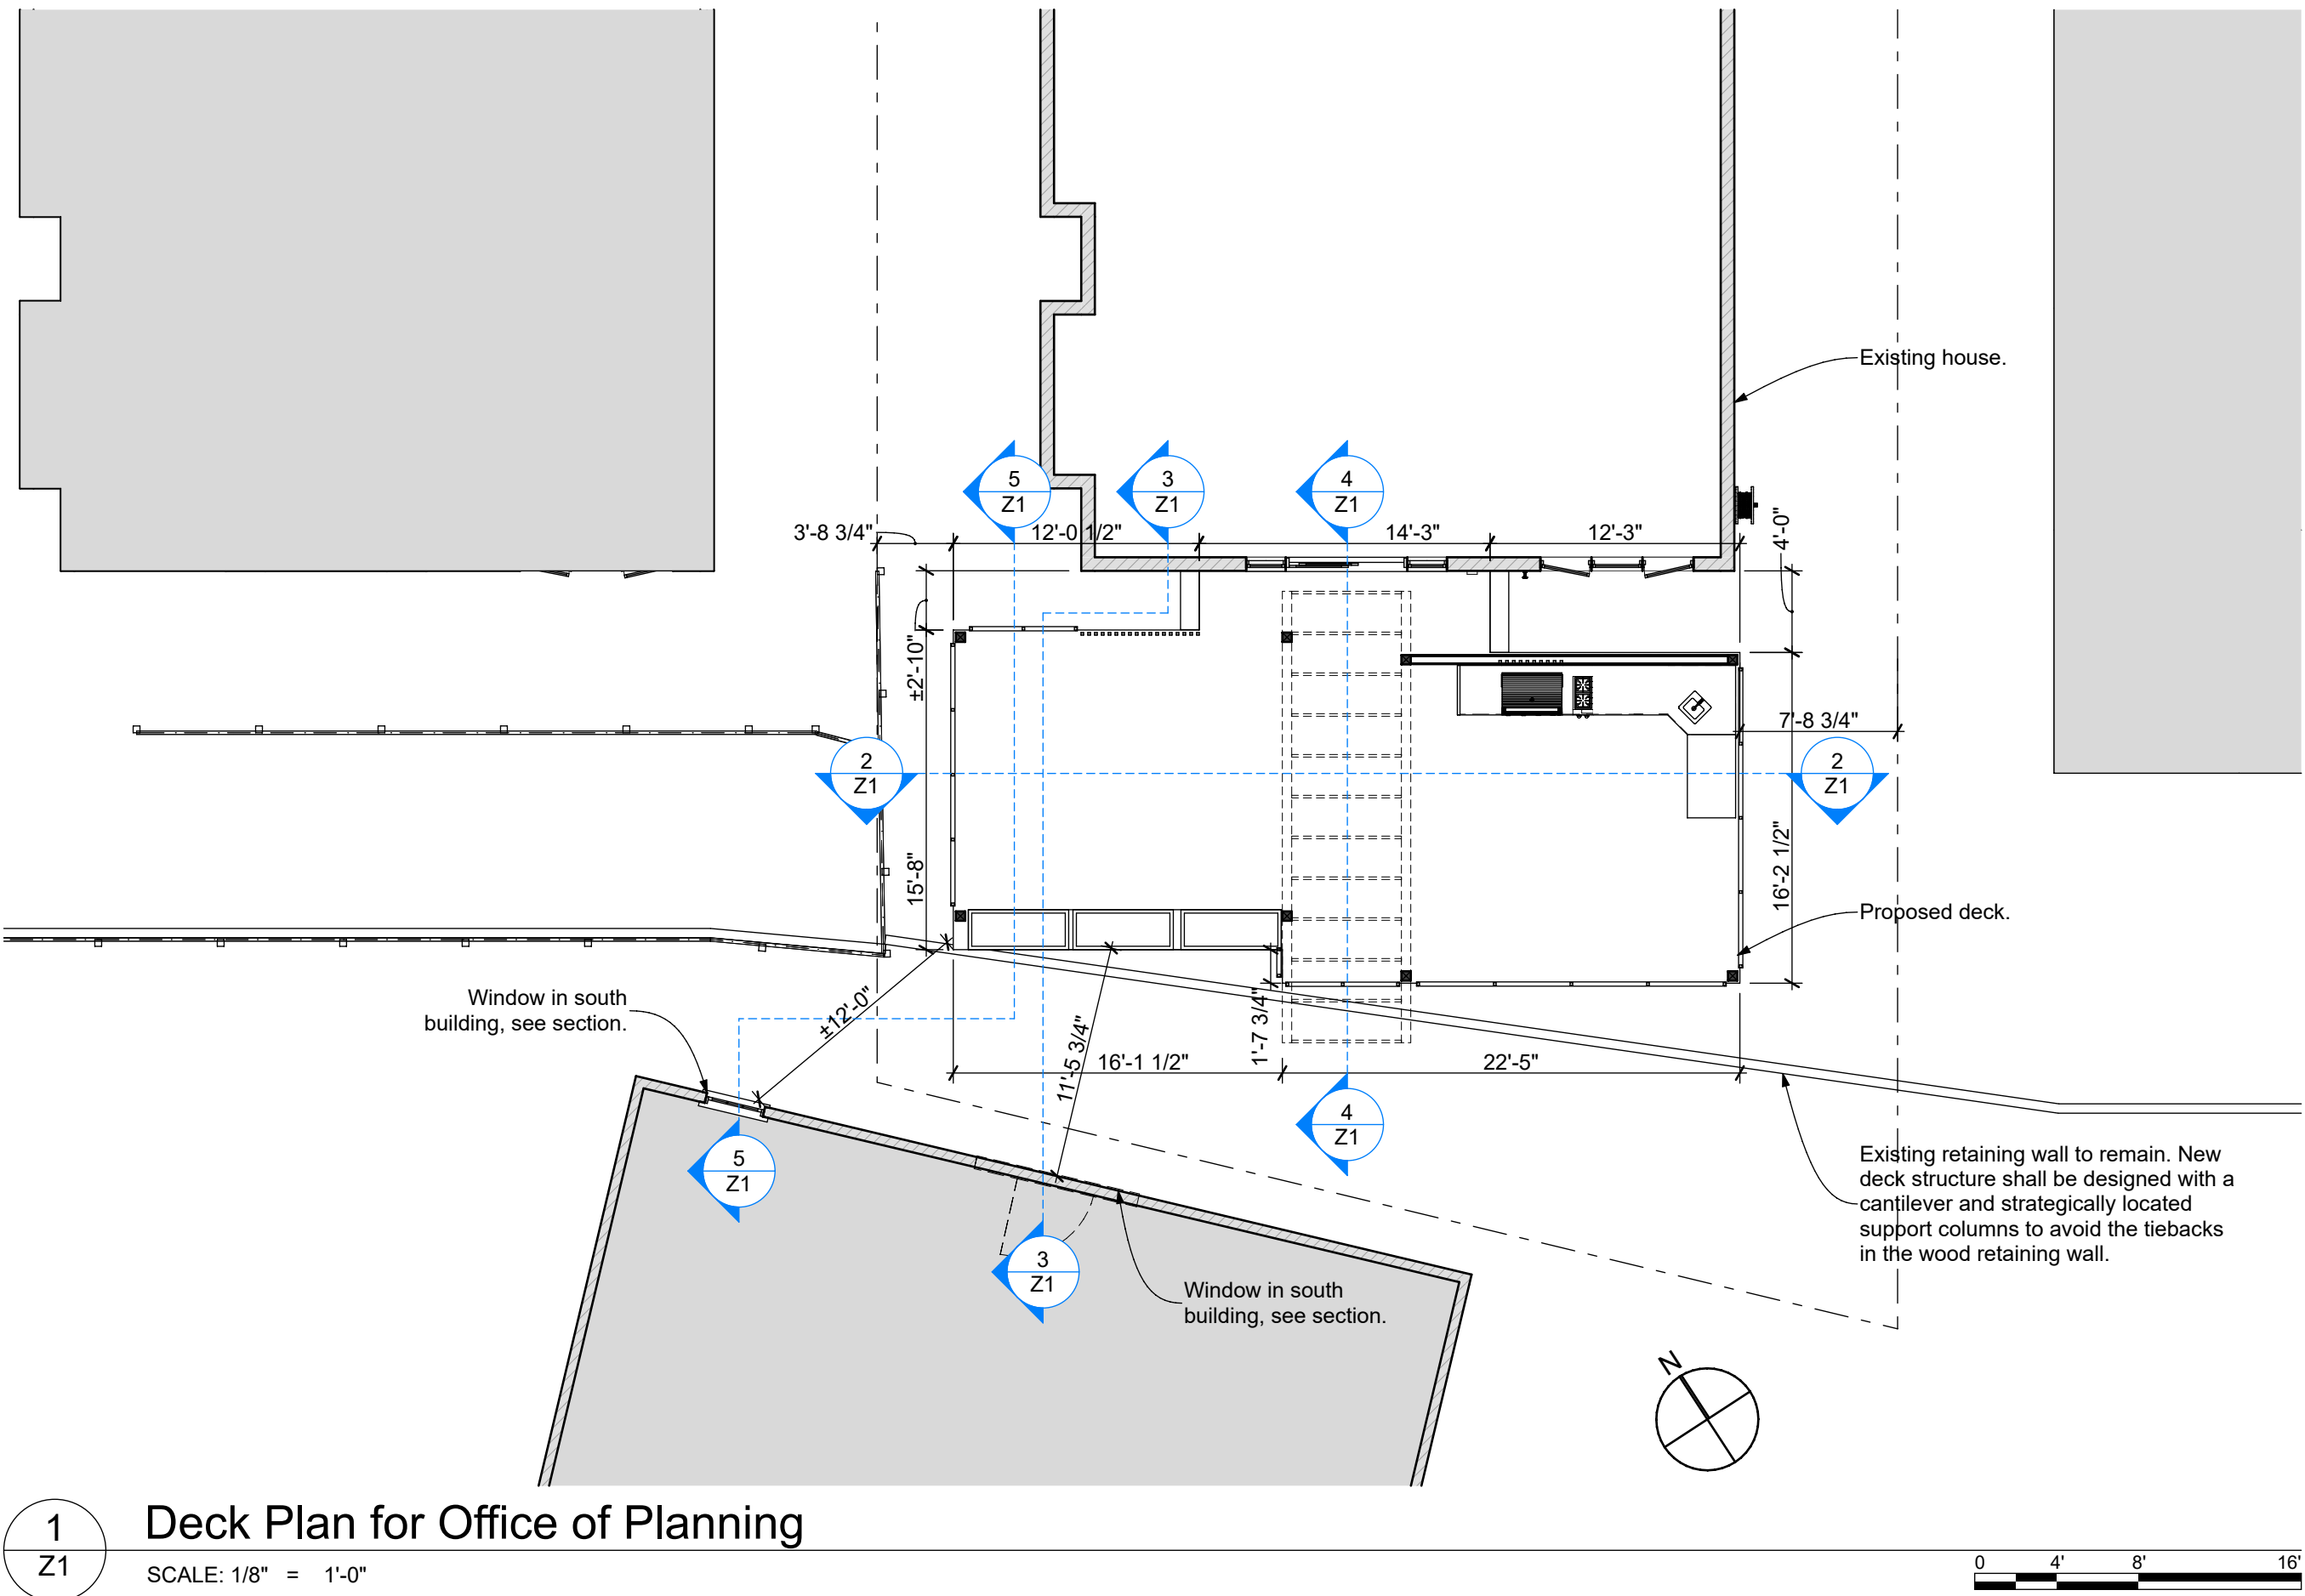 Existing house.
5
Z1
3
Z1
4
Z1
3'-8 3/4"
12'-0 1/2"
14'-3"
12'-3"
4'-0"
±2'-10"
7'-8 3/4"
2
Z1
2
Z1
15'-8"
16'-2 1/2"
Proposed deck.
Window in south
building, see section.
±12'-0"
11'-5 3/4"
1'-7 3/4"
16'-1 1/2"
22'-5"
4
Z1
5
Z1
3
Z1
Existing retaining wall to remain. New
deck structure shall be designed with a
cantilever and strategically located
support columns to avoid the tiebacks
in the wood retaining wall.
Window in south
building, see section.
N
1
Z1
Deck Plan for Office of Planning
SCALE: 1/8" = 1'-0"
0 4' 8' 16'